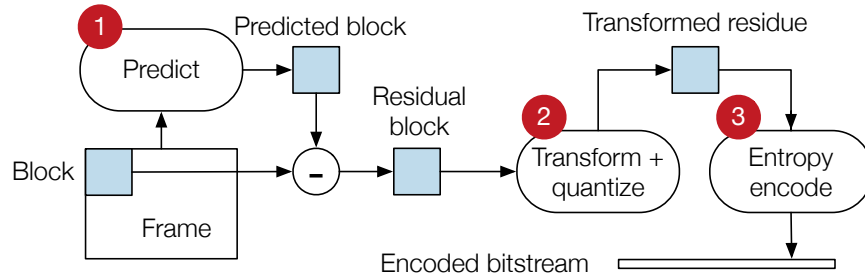 1
Predict
Predicted block
Transformed residue
Residual
block
2
Transform +
quantize
3
Entropy
encode
Block
-
Frame
Encoded bitstream